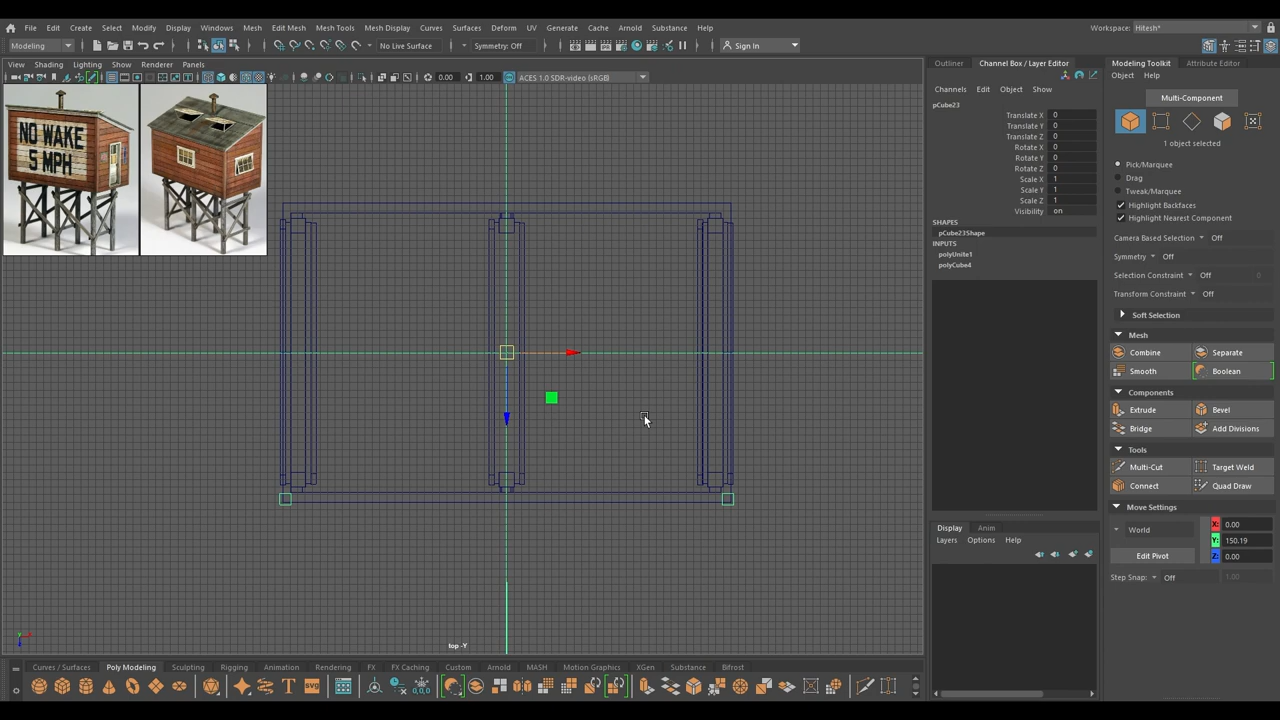 File Edit Create Select Modify Display Windows Mesh Edit Mesh Mesh Tools Mesh Display Curves Surfaces Deform UV Generate Cache Arnold Substance Help
Workspace: Hitesh*
Modeling
No Live Surface
Symmetry: Off
Sign In
View Shading Lighting Show Renderer Panels
0.00
1.00
ACES 1.0 SDR-video (sRGB)
NO WAKE
5 MPH
top -Y
Outliner
Channel Box / Layer Editor
Channels Edit Object Show
pCube23
Translate X 0
Translate Y 0
Translate Z 0
Rotate X 0
Rotate Y 0
Rotate Z 0
Scale X 1
Scale Y 1
Scale Z 1
Visibility on
SHAPES
pCube23Shape
INPUTS
polyUnite1
polyCube4
Display Anim
Layers Options Help
Modeling Toolkit
Attribute Editor
Object Help
Multi-Component
1 object selected
Pick/Marquee
Drag
Tweak/Marquee
Highlight Backfaces
Highlight Nearest Component
Camera Based Selection Off
Symmetry Off
Selection Constraint Off 0
Transform Constraint Off
Soft Selection
Mesh
Combine Separate
Smooth Boolean
Components
Extrude Bevel
Bridge Add Divisions
Tools
Multi-Cut Target Weld
Connect Quad Draw
Move Settings
World
X: 0.00
Y: 150.19
Z: 0.00
Edit Pivot
Step Snap: Off 1.00
Curves / Surfaces Poly Modeling Sculpting Rigging Animation Rendering FX FX Caching Custom Arnold MASH Motion Graphics XGen Substance Bifrost